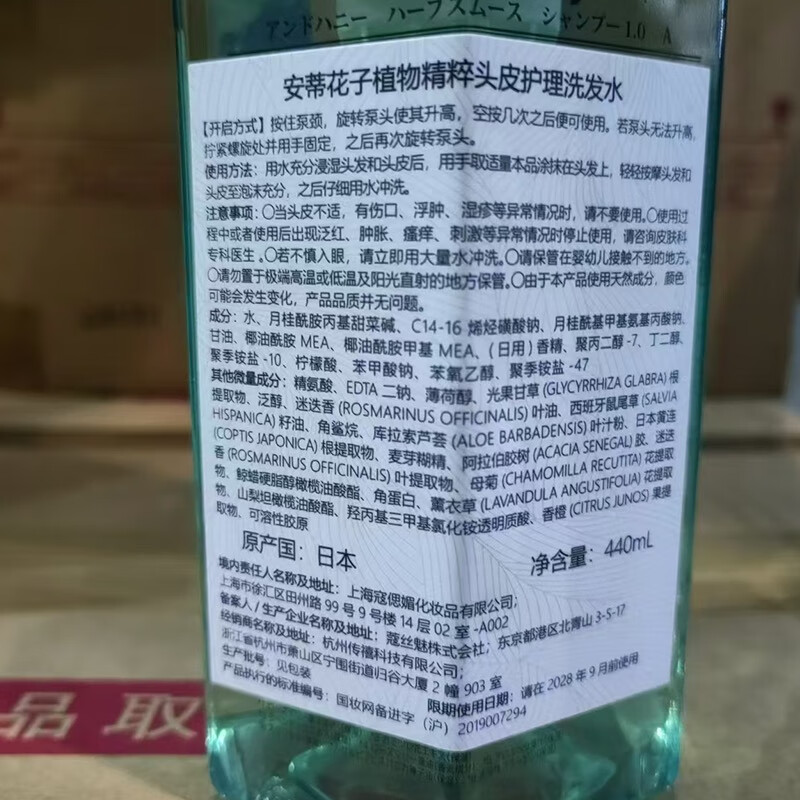 アンドハニー ハーブスムース シャンプー1.0 A
安蒂花子植物精粹头皮护理洗发水
【开启方式】按住泵颈，旋转泵头使其升高，空按几次之后便可使用。若泵头无法升高，
拧紧螺旋处并用手固定，之后再次旋转泵头。
使用方法：用水充分浸湿头发和头皮后，用手取适量本品涂抹在头发上，轻轻按摩头发和
头皮至泡沫充分，之后仔细用水冲洗。
注意事项：〇当头皮不适，有伤口、浮肿、湿疹等异常情况时，请不要使用。〇使用过
程中或者使用后出现泛红、肿胀、瘙痒、刺激等异常情况时停止使用，请咨询皮肤科
专科医生。〇若不慎入眼，请立即用大量水冲洗。〇请保管在婴幼儿接触不到的地方。
〇请勿置于极端高温或低温及阳光直射的地方保管。〇由于本产品使用天然成分，颜色
可能会发生变化，产品品质并无问题。
成分：水、月桂酰胺丙基甜菜碱、C14-16 烯烃磺酸钠、月桂酰基甲基氨基丙酸钠、
甘油、椰油酰胺 MEA、椰油酰胺甲基 MEA、（日用）香精、聚丙二醇-7、丁二醇、
聚季铵盐-10、柠檬酸、苯甲酸钠、苯氧乙醇、聚季铵盐-47
其他微量成分：精氨酸、EDTA 二钠、薄荷醇、光果甘草 (GLYCYRRHIZA GLABRA) 根
提取物、泛醇、迷迭香 (ROSMARINUS OFFICINALIS) 叶油、西班牙鼠尾草 (SALVIA
HISPANICA) 籽油、角鲨烷、库拉索芦荟 (ALOE BARBADENSIS) 叶汁粉、日本黄连
(COPTIS JAPONICA) 根提取物、麦芽糊精、阿拉伯胶树 (ACACIA SENEGAL) 胶、迷迭
香 (ROSMARINUS OFFICINALIS) 叶提取物、母菊 (CHAMOMILLA RECUTITA) 花提取
物、鲸蜡硬脂醇橄榄油酸酯、角蛋白、薰衣草 (LAVANDULA ANGUSTIFOLIA) 花提取
物、山梨坦橄榄油酸酯、羟丙基三甲基氯化铵透明质酸、香橙 (CITRUS JUNOS) 果提
取物、可溶性胶原
原产国：日本 净含量：440mL
境内责任人名称及地址：上海寇偲媚化妆品有限公司；
上海市徐汇区田州路 99 号 9 号楼 14 层 02 室 -A002
备案人/生产企业名称及地址：蔻丝魅株式会社；东京都港区北青山 3-5-17
经销商名称及地址：杭州传禧科技有限公司；
浙江省杭州市萧山区宁围街道归谷大厦 2 幢 903 室
生产批号：见包装 限期使用日期：请在 2028 年 9 月前使用
产品执行的标准编号：国妆网备进字（沪）2019007294
品 取